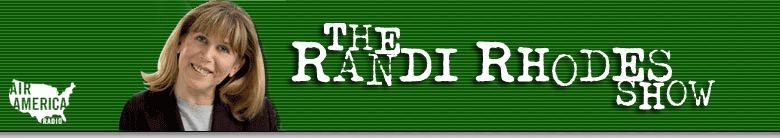 AIR
AMERICA
RADIO
THE
RANDI RHODES
SHOW